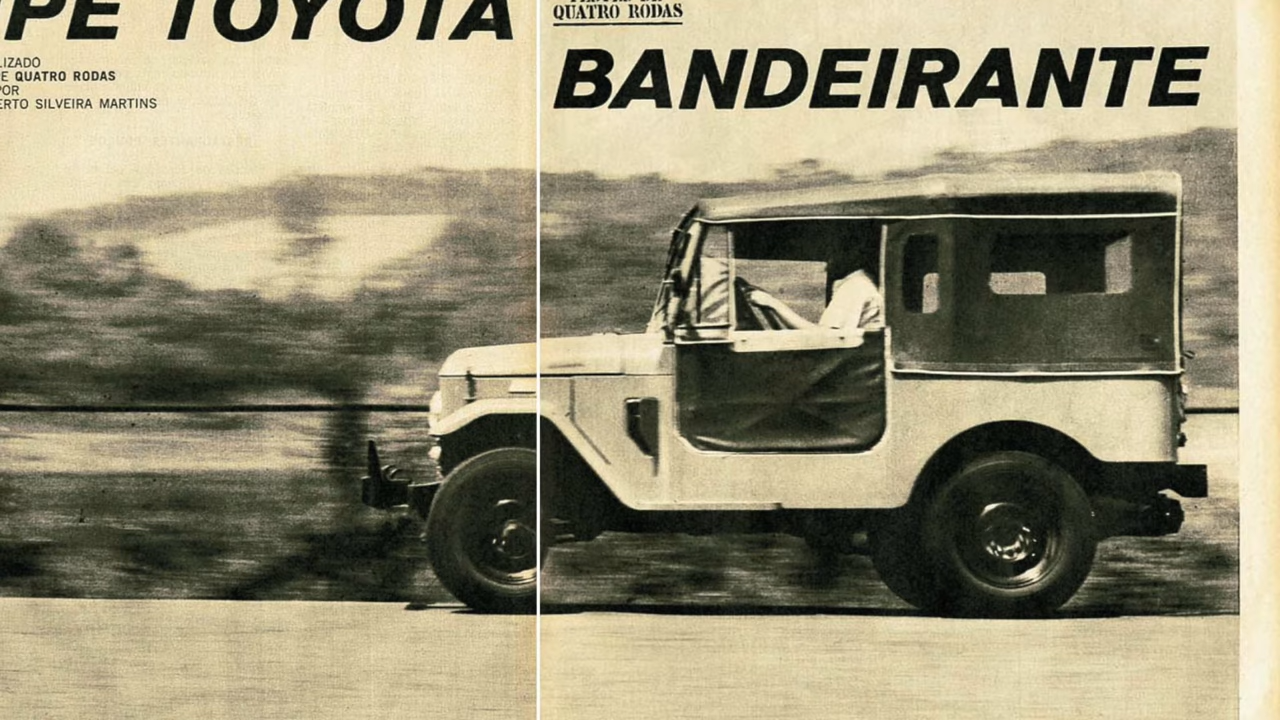 PE TOYOTA
LIZADO
E QUATRO RODAS
POR
ERTO SILVEIRA MARTINS
QUATRO RODAS
BANDEIRANTE